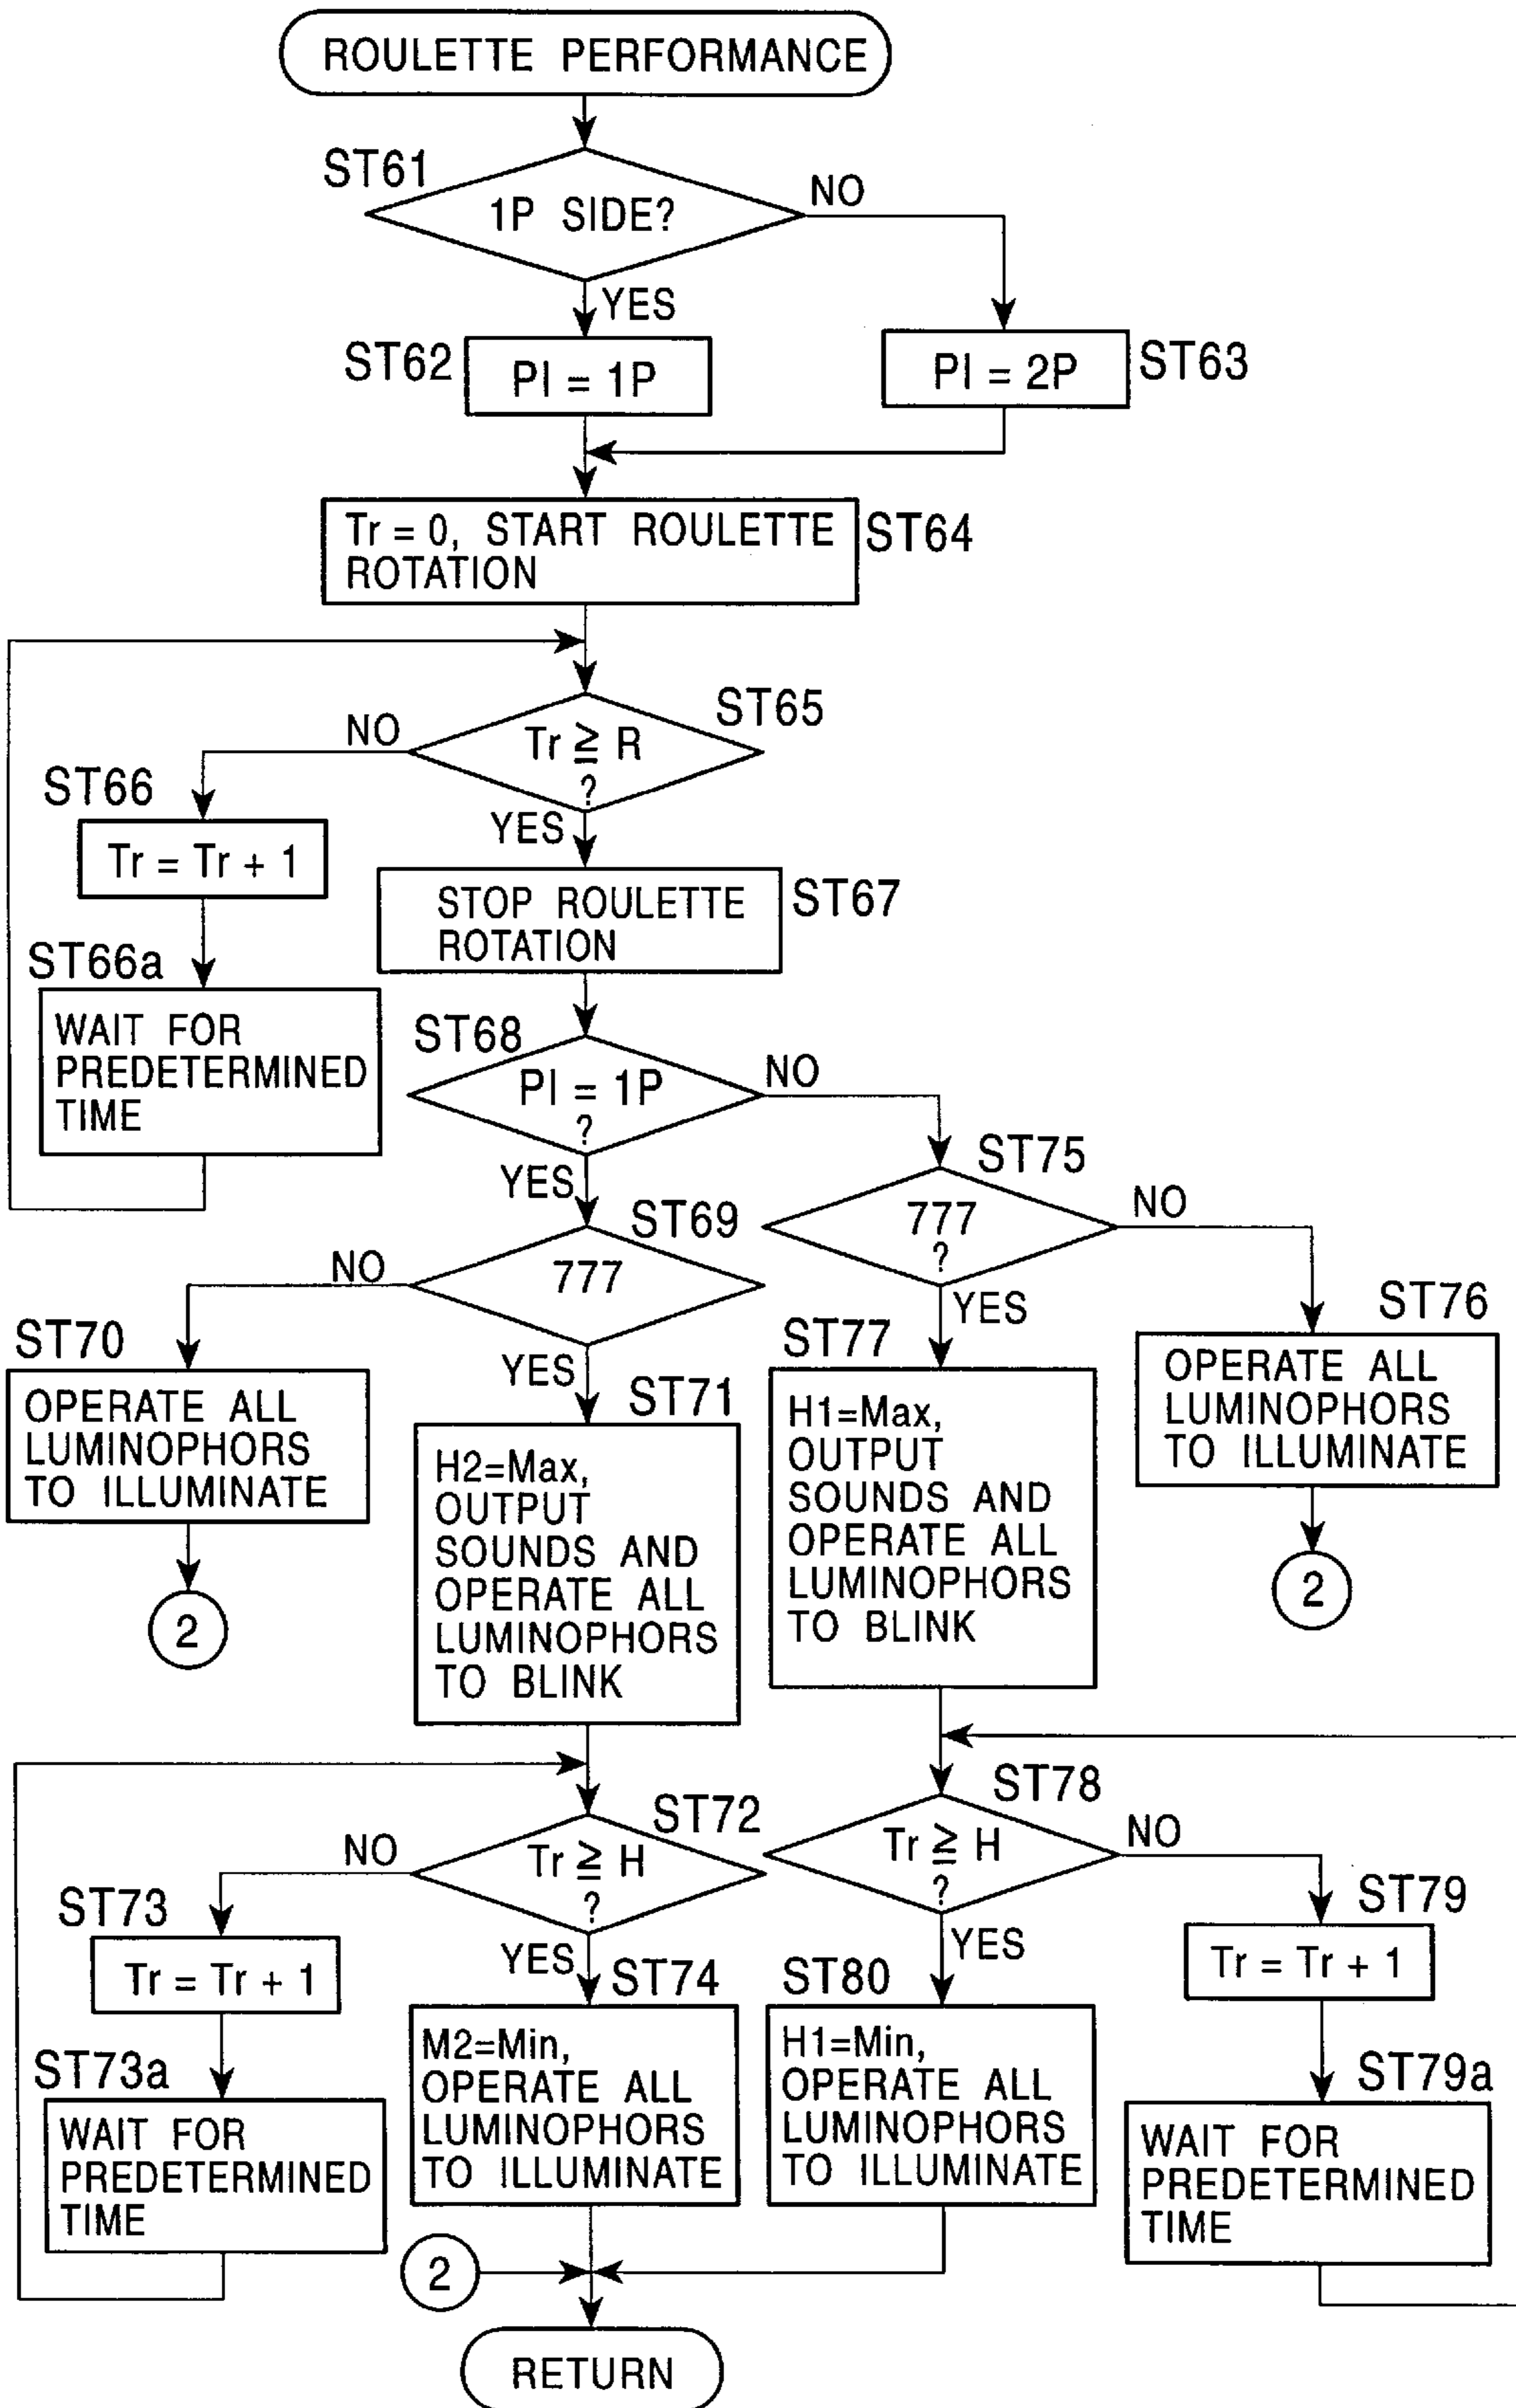 ROULETTE PERFORMANCE
ST61
1P SIDE?
NO
YES
ST62
PI = 1P
PI = 2P
ST63
Tr = 0, START ROULETTE
ROTATION
ST64
ST65
NO
Tr ≧ R
?
ST66
YES
Tr = Tr + 1
STOP ROULETTE
ROTATION
ST67
ST66a
WAIT FOR
PREDETERMINED
TIME
ST68
PI = 1P
?
NO
YES
ST75
777
?
NO
ST69
777
NO
YES
YES
ST76
OPERATE ALL
LUMINOPHORS
TO ILLUMINATE
2
ST70
OPERATE ALL
LUMINOPHORS
TO ILLUMINATE
2
ST71
H2=Max,
OUTPUT
SOUNDS AND
OPERATE ALL
LUMINOPHORS
TO BLINK
ST77
H1=Max,
OUTPUT
SOUNDS AND
OPERATE ALL
LUMINOPHORS
TO BLINK
ST72
NO
Tr ≧ H
?
YES
ST78
Tr ≧ H
?
NO
YES
ST73
Tr = Tr + 1
ST79
Tr = Tr + 1
ST73a
WAIT FOR
PREDETERMINED
TIME
ST74
M2=Min,
OPERATE ALL
LUMINOPHORS
TO ILLUMINATE
ST80
H1=Min,
OPERATE ALL
LUMINOPHORS
TO ILLUMINATE
ST79a
WAIT FOR
PREDETERMINED
TIME
2
RETURN